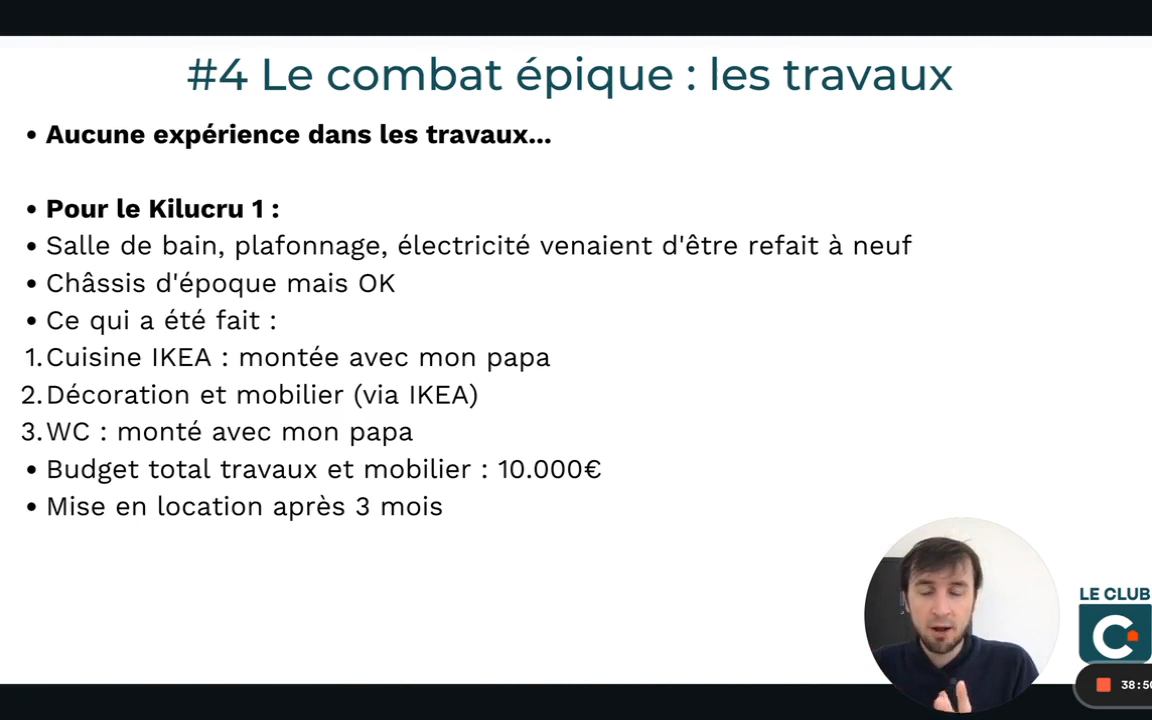 #4 Le combat épique : les travaux
• Aucune expérience dans les travaux...
• Pour le Kilucru 1 :
• Salle de bain, plafonnage, électricité venaient d'être refait à neuf
• Châssis d'époque mais OK
• Ce qui a été fait :
1. Cuisine IKEA : montée avec mon papa
2. Décoration et mobilier (via IKEA)
3. WC : monté avec mon papa
• Budget total travaux et mobilier : 10.000€
• Mise en location après 3 mois
LE CLUB
C